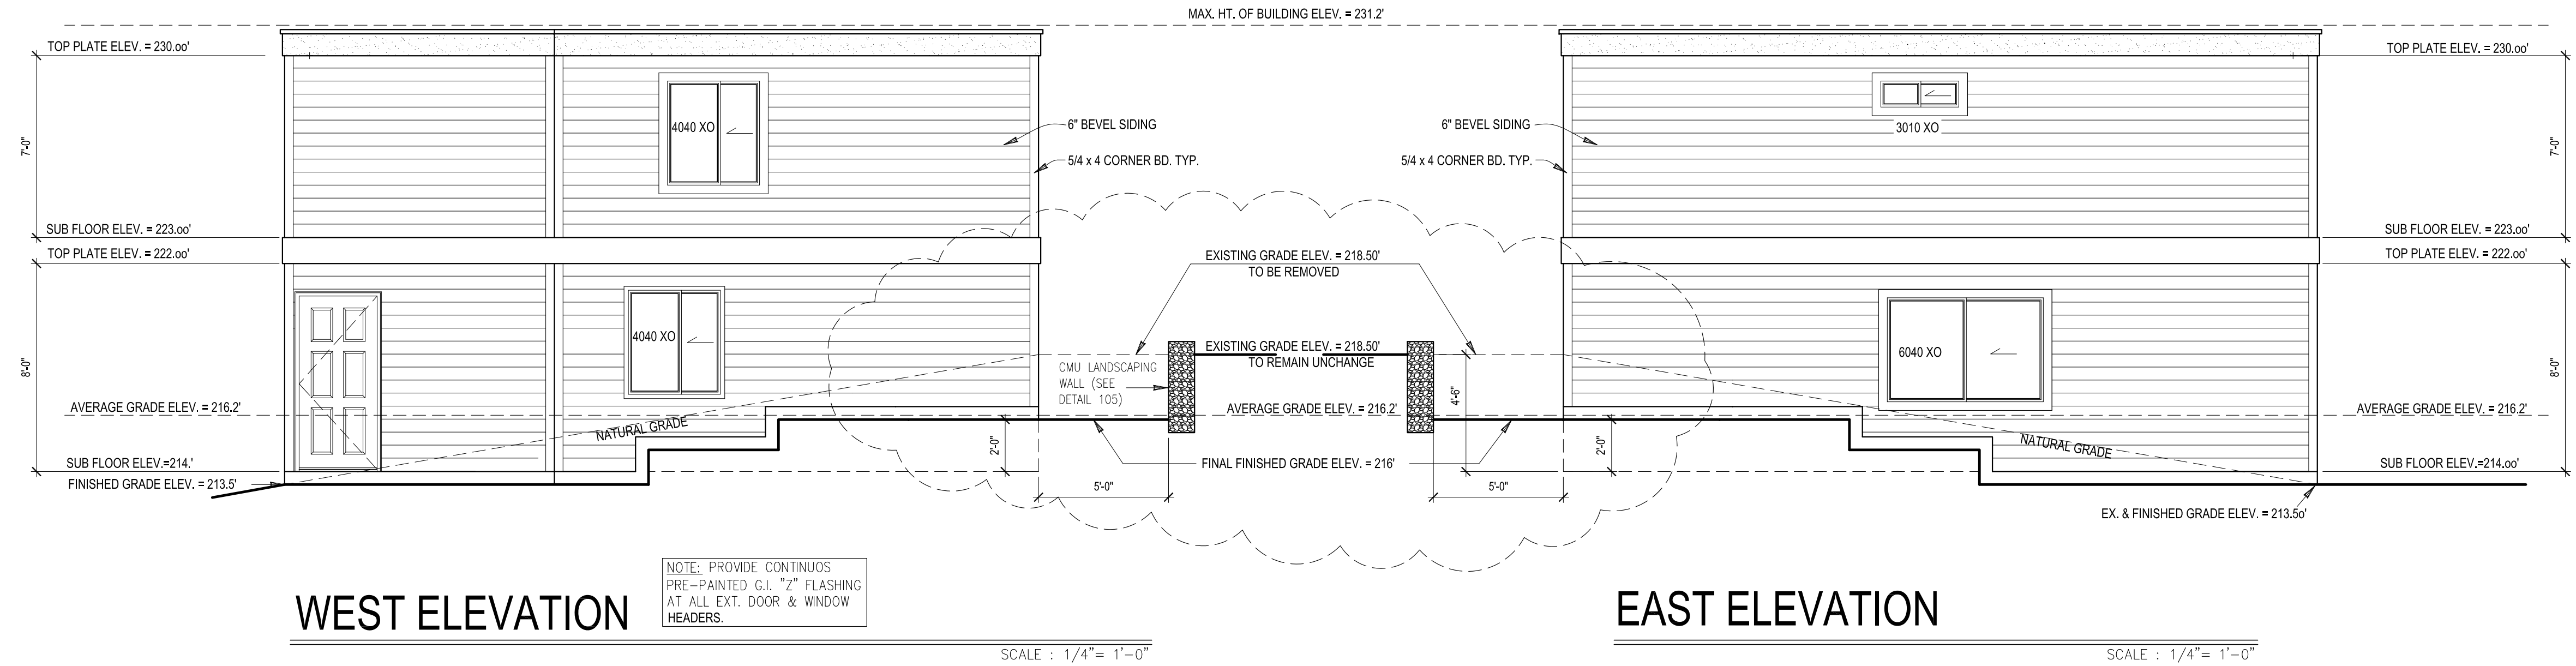 MAX. HT. OF BUILDING ELEV. = 231.2'
TOP PLATE ELEV. = 230.oo'
7'-0"
4040 XO
6" BEVEL SIDING
5/4 x 4 CORNER BD. TYP.
SUB FLOOR ELEV. = 223.oo'
TOP PLATE ELEV. = 222.oo'
8'-0"
4040 XO
AVERAGE GRADE ELEV. = 216.2'
NATURAL GRADE
SUB FLOOR ELEV.=214.'
FINISHED GRADE ELEV. = 213.5'
2'-0"
5'-0"
EXISTING GRADE ELEV. = 218.50'
TO BE REMOVED
EXISTING GRADE ELEV. = 218.50'
TO REMAIN UNCHANGE
CMU LANDSCAPING
WALL (SEE
DETAIL 105)
AVERAGE GRADE ELEV. = 216.2'
4'-6"
FINAL FINISHED GRADE ELEV. = 216'
5'-0"
2'-0"
6" BEVEL SIDING
5/4 x 4 CORNER BD. TYP.
3010 XO
6040 XO
NATURAL GRADE
TOP PLATE ELEV. = 230.oo'
7'-0"
SUB FLOOR ELEV. = 223.oo'
TOP PLATE ELEV. = 222.oo'
8'-0"
AVERAGE GRADE ELEV. = 216.2'
SUB FLOOR ELEV.=214.oo'
EX. & FINISHED GRADE ELEV. = 213.5o'
WEST ELEVATION
NOTE: PROVIDE CONTINUOS
PRE-PAINTED G.I. "Z" FLASHING
AT ALL EXT. DOOR & WINDOW
HEADERS.
SCALE : 1/4"= 1'-0"
EAST ELEVATION
SCALE : 1/4"= 1'-0"